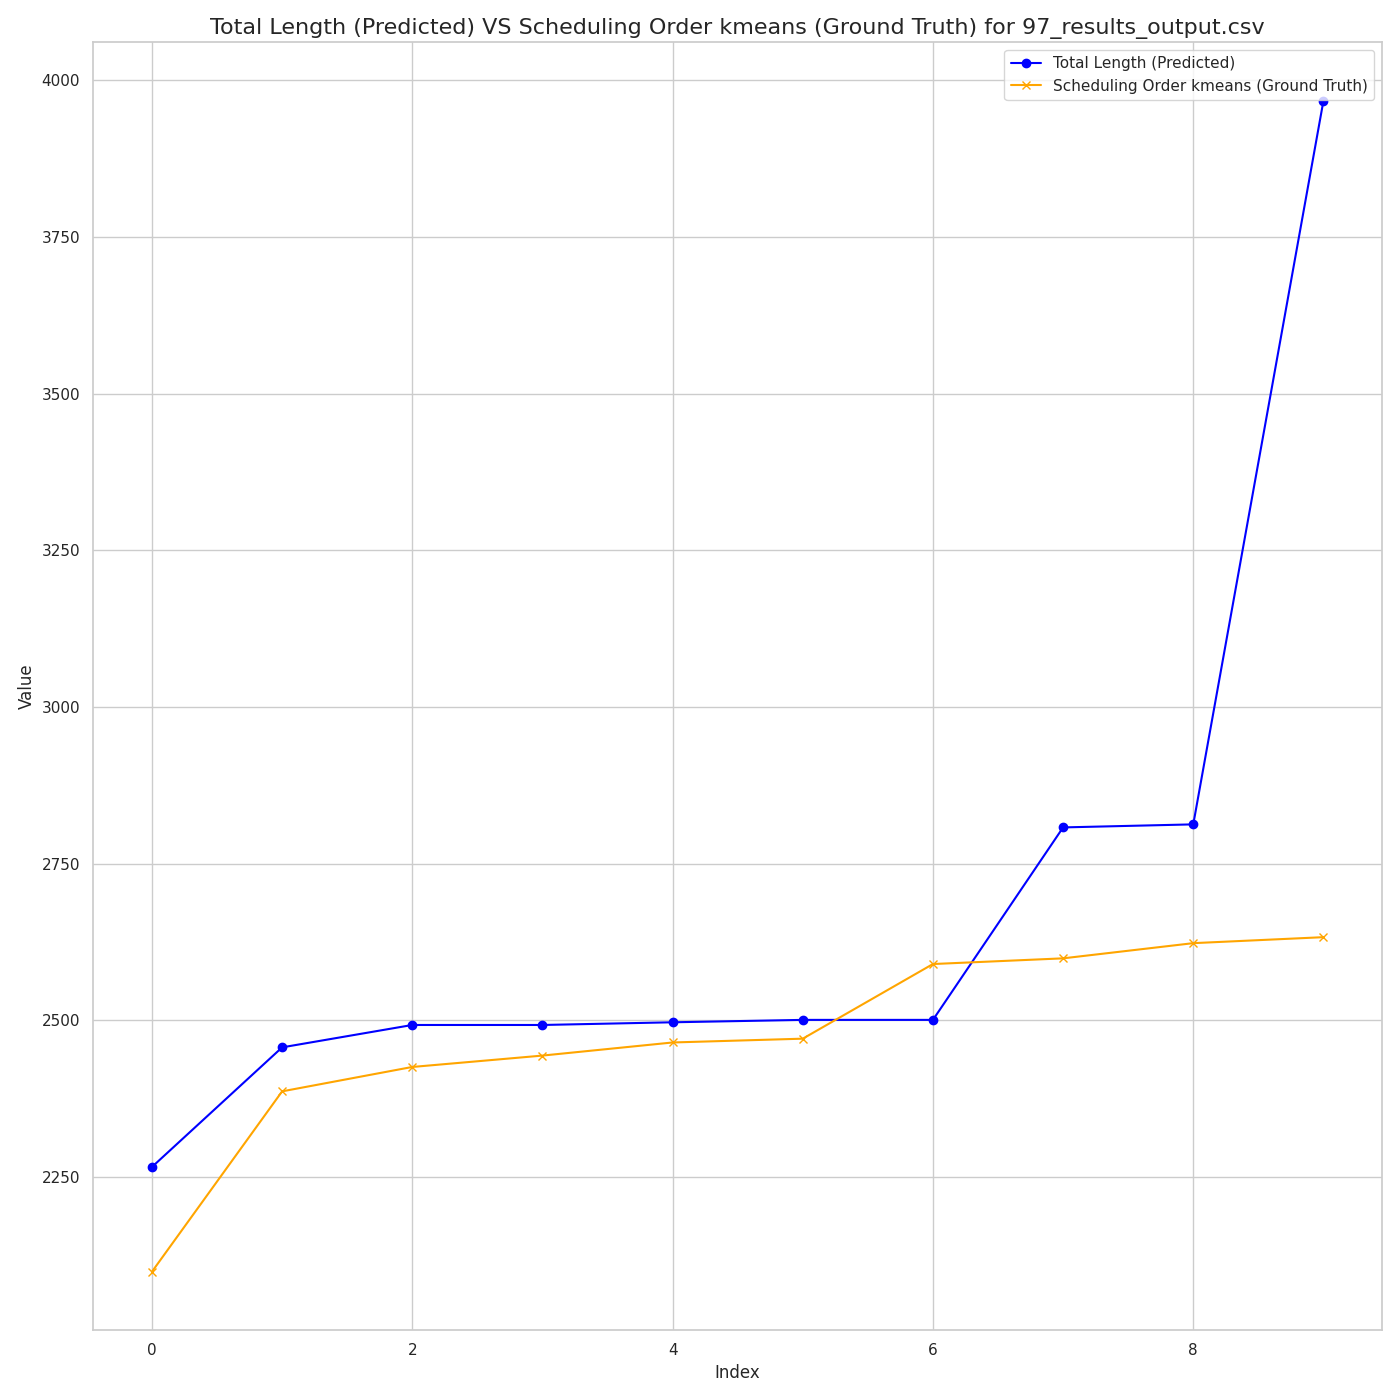 Total Length (Predicted) VS Scheduling Order kmeans (Ground Truth) for 97_results_output.csv
Total Length (Predicted)
Scheduling Order kmeans (Ground Truth)
4000
3750
3500
3250
3000
2750
2500
2250
Value
0 2 4 6 8
Index